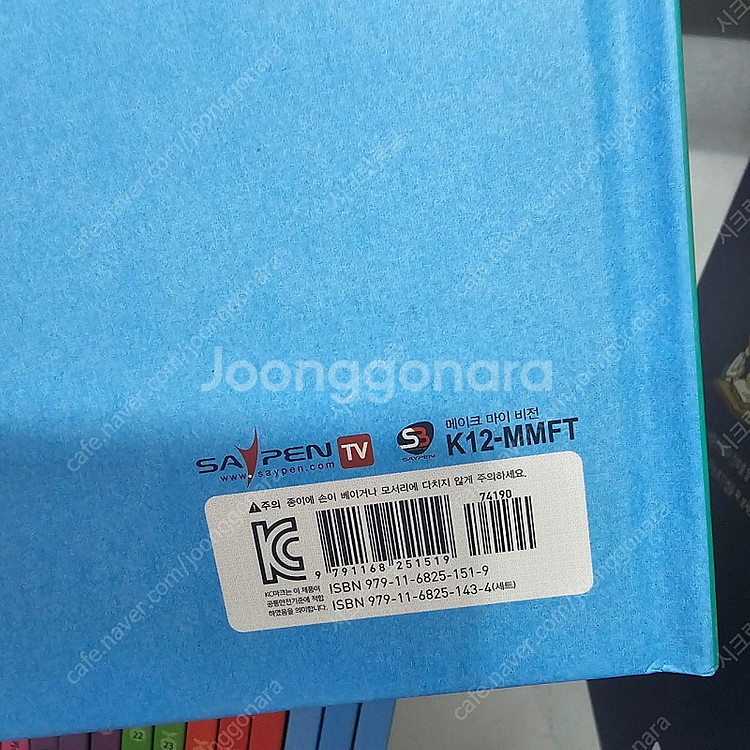 Joonggonara
메이크 마이 비전
SAYPEN TV
www.saypen.com
SB
SAYPEN
K12-MMFT
⚠주의 종이에 손이 베이거나 모서리에 다치지 않게 주의하세요.
74190
KC
9 791168 251519
KC마크는 이 제품이
공통안전기준에 적합
하였음을 의미합니다.
ISBN 979-11-6825-151-9
ISBN 979-11-6825-143-4(세트)
cafe.naver.com/joonggonara
22
23